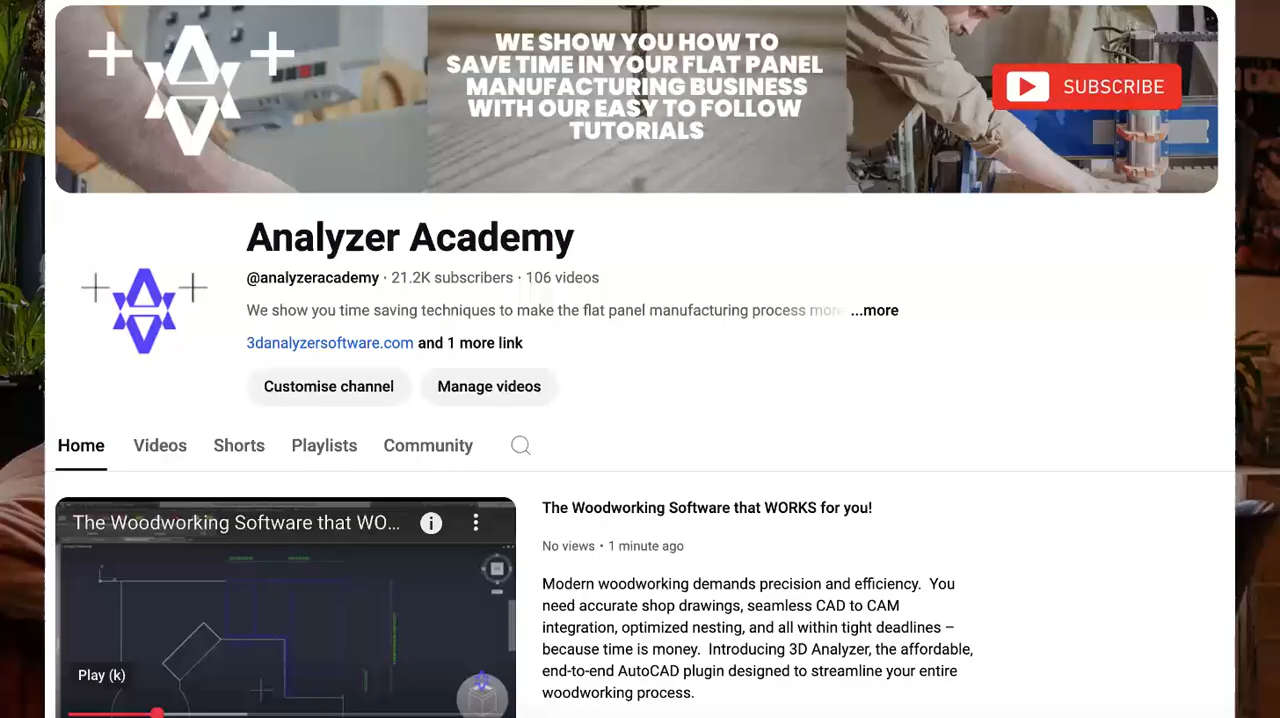 WE SHOW YOU HOW TO
SAVE TIME IN YOUR FLAT PANEL
MANUFACTURING BUSINESS
WITH OUR EASY TO FOLLOW
TUTORIALS
SUBSCRIBE
Analyzer Academy
@analyzeracademy · 21.2K subscribers · 106 videos
We show you time saving techniques to make the flat panel manufacturing process more ...more
3danalyzersoftware.com and 1 more link
Customise channel
Manage videos
Home
Videos
Shorts
Playlists
Community
The Woodworking Software that WO...
Play (k)
The Woodworking Software that WORKS for you!
No views • 1 minute ago
Modern woodworking demands precision and efficiency. You
need accurate shop drawings, seamless CAD to CAM
integration, optimized nesting, and all within tight deadlines –
because time is money. Introducing 3D Analyzer, the affordable,
end-to-end AutoCAD plugin designed to streamline your entire
woodworking process.